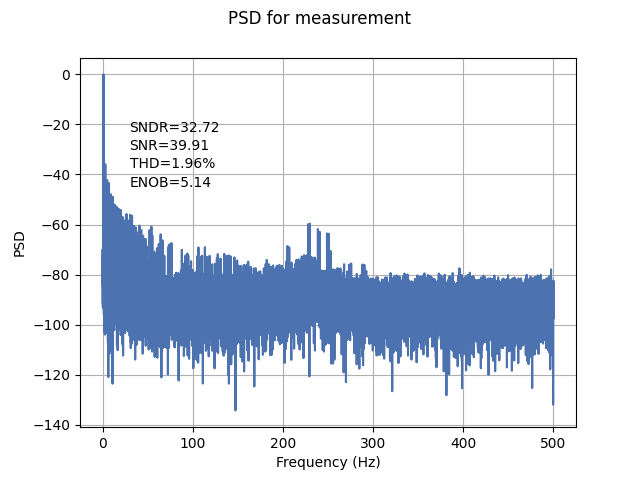 PSD for measurement
0
−20
−40
−60
−80
−100
−120
−140
PSD
SNDR=32.72
SNR=39.91
THD=1.96%
ENOB=5.14
0 100 200 300 400 500
Frequency (Hz)